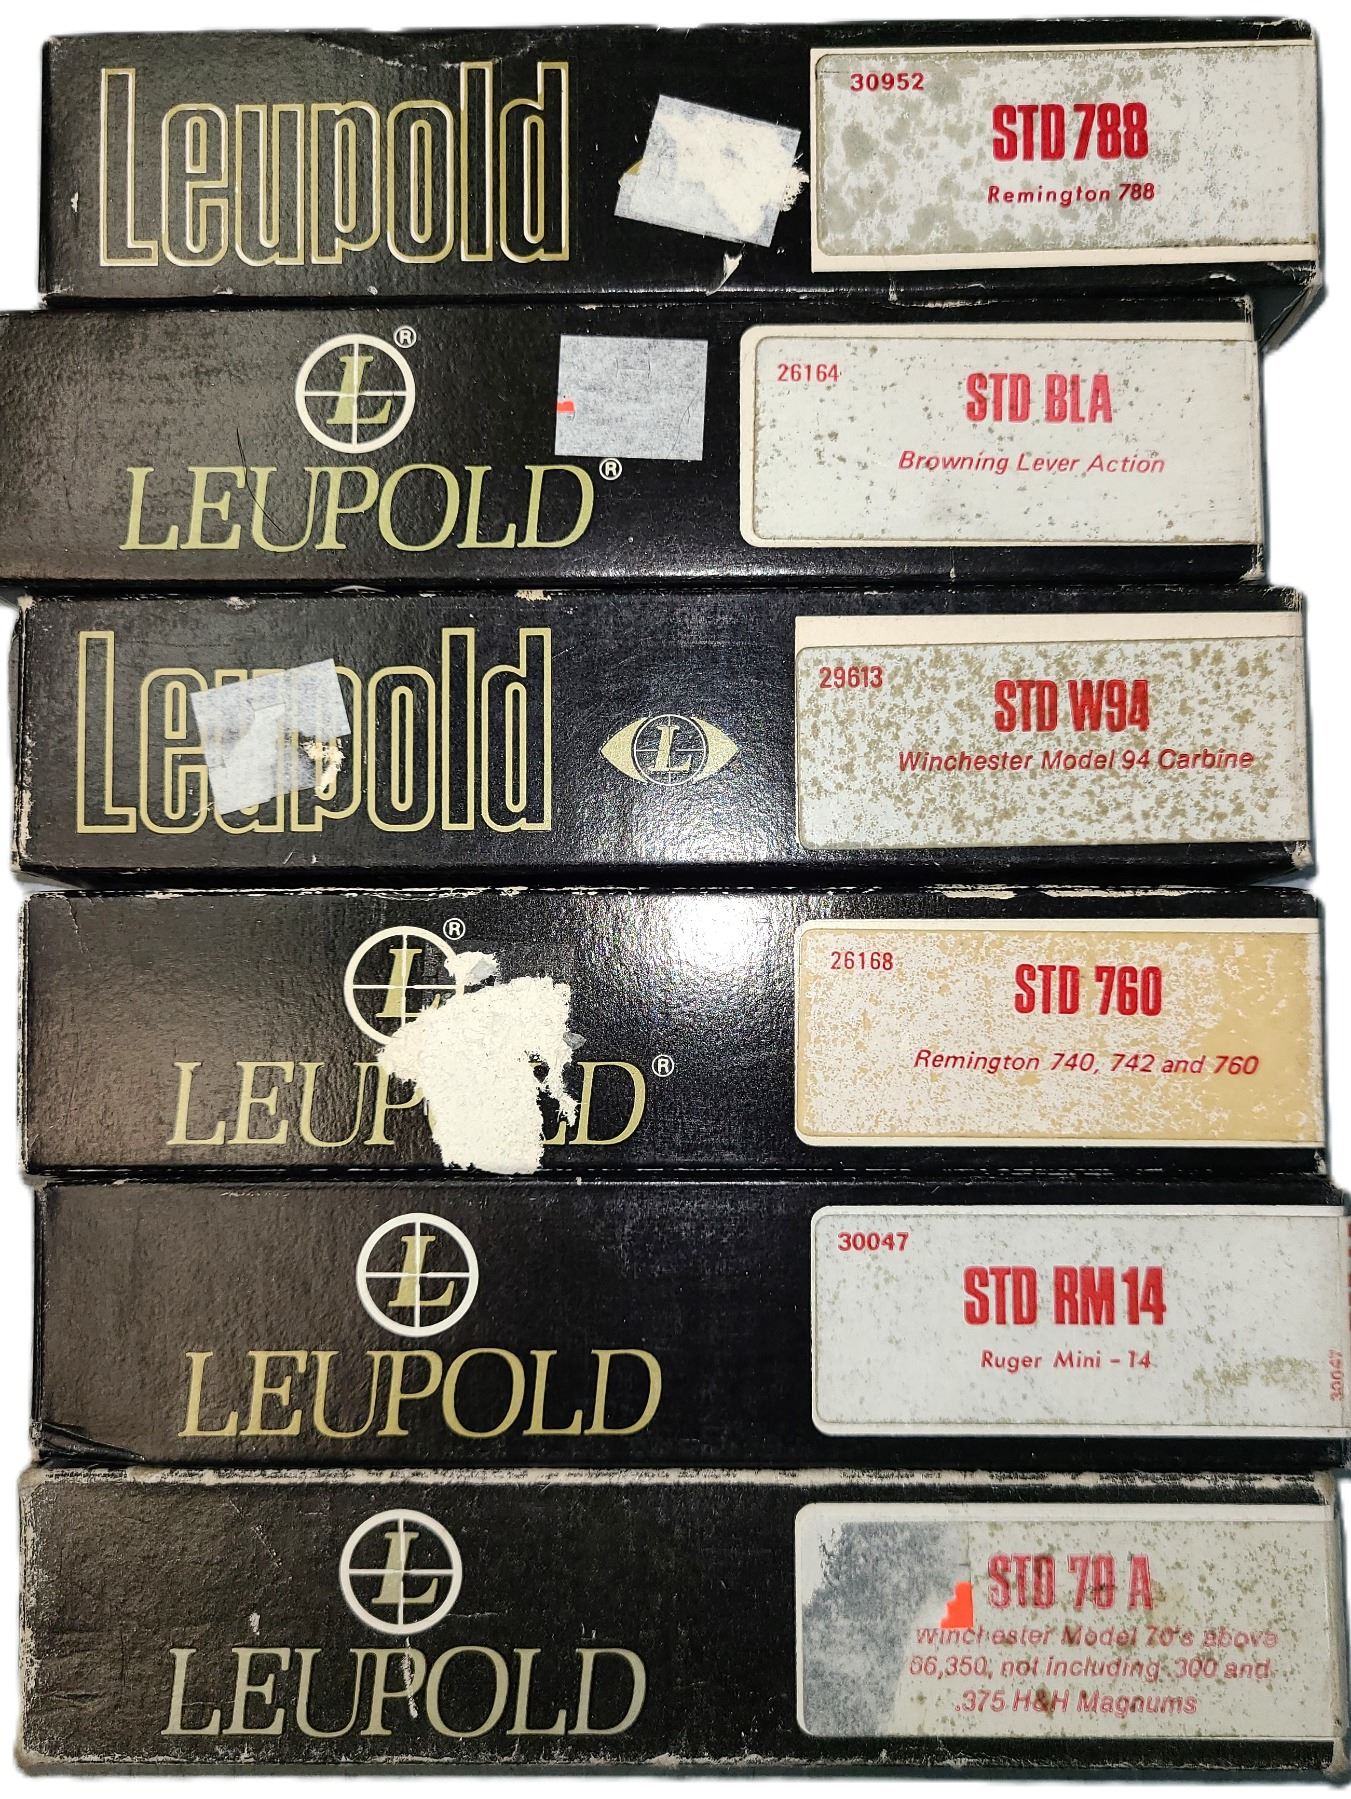 Leupold
30952
STD 788
Remington 788
L ®
LEUPOLD®
26164
STD BLA
Browning Lever Action
Leupold
L
29613
STD W94
Winchester Model 94 Carbine
L ®
LEUP LD®
26168
STD 760
Remington 740, 742 and 760
L
LEUPOLD
30047
STD RM14
Ruger Mini - 14
30047
L
LEUPOLD
STD 70 A
Winchester Model 70's above
66,350, not including .300 and
.375 H&H Magnums